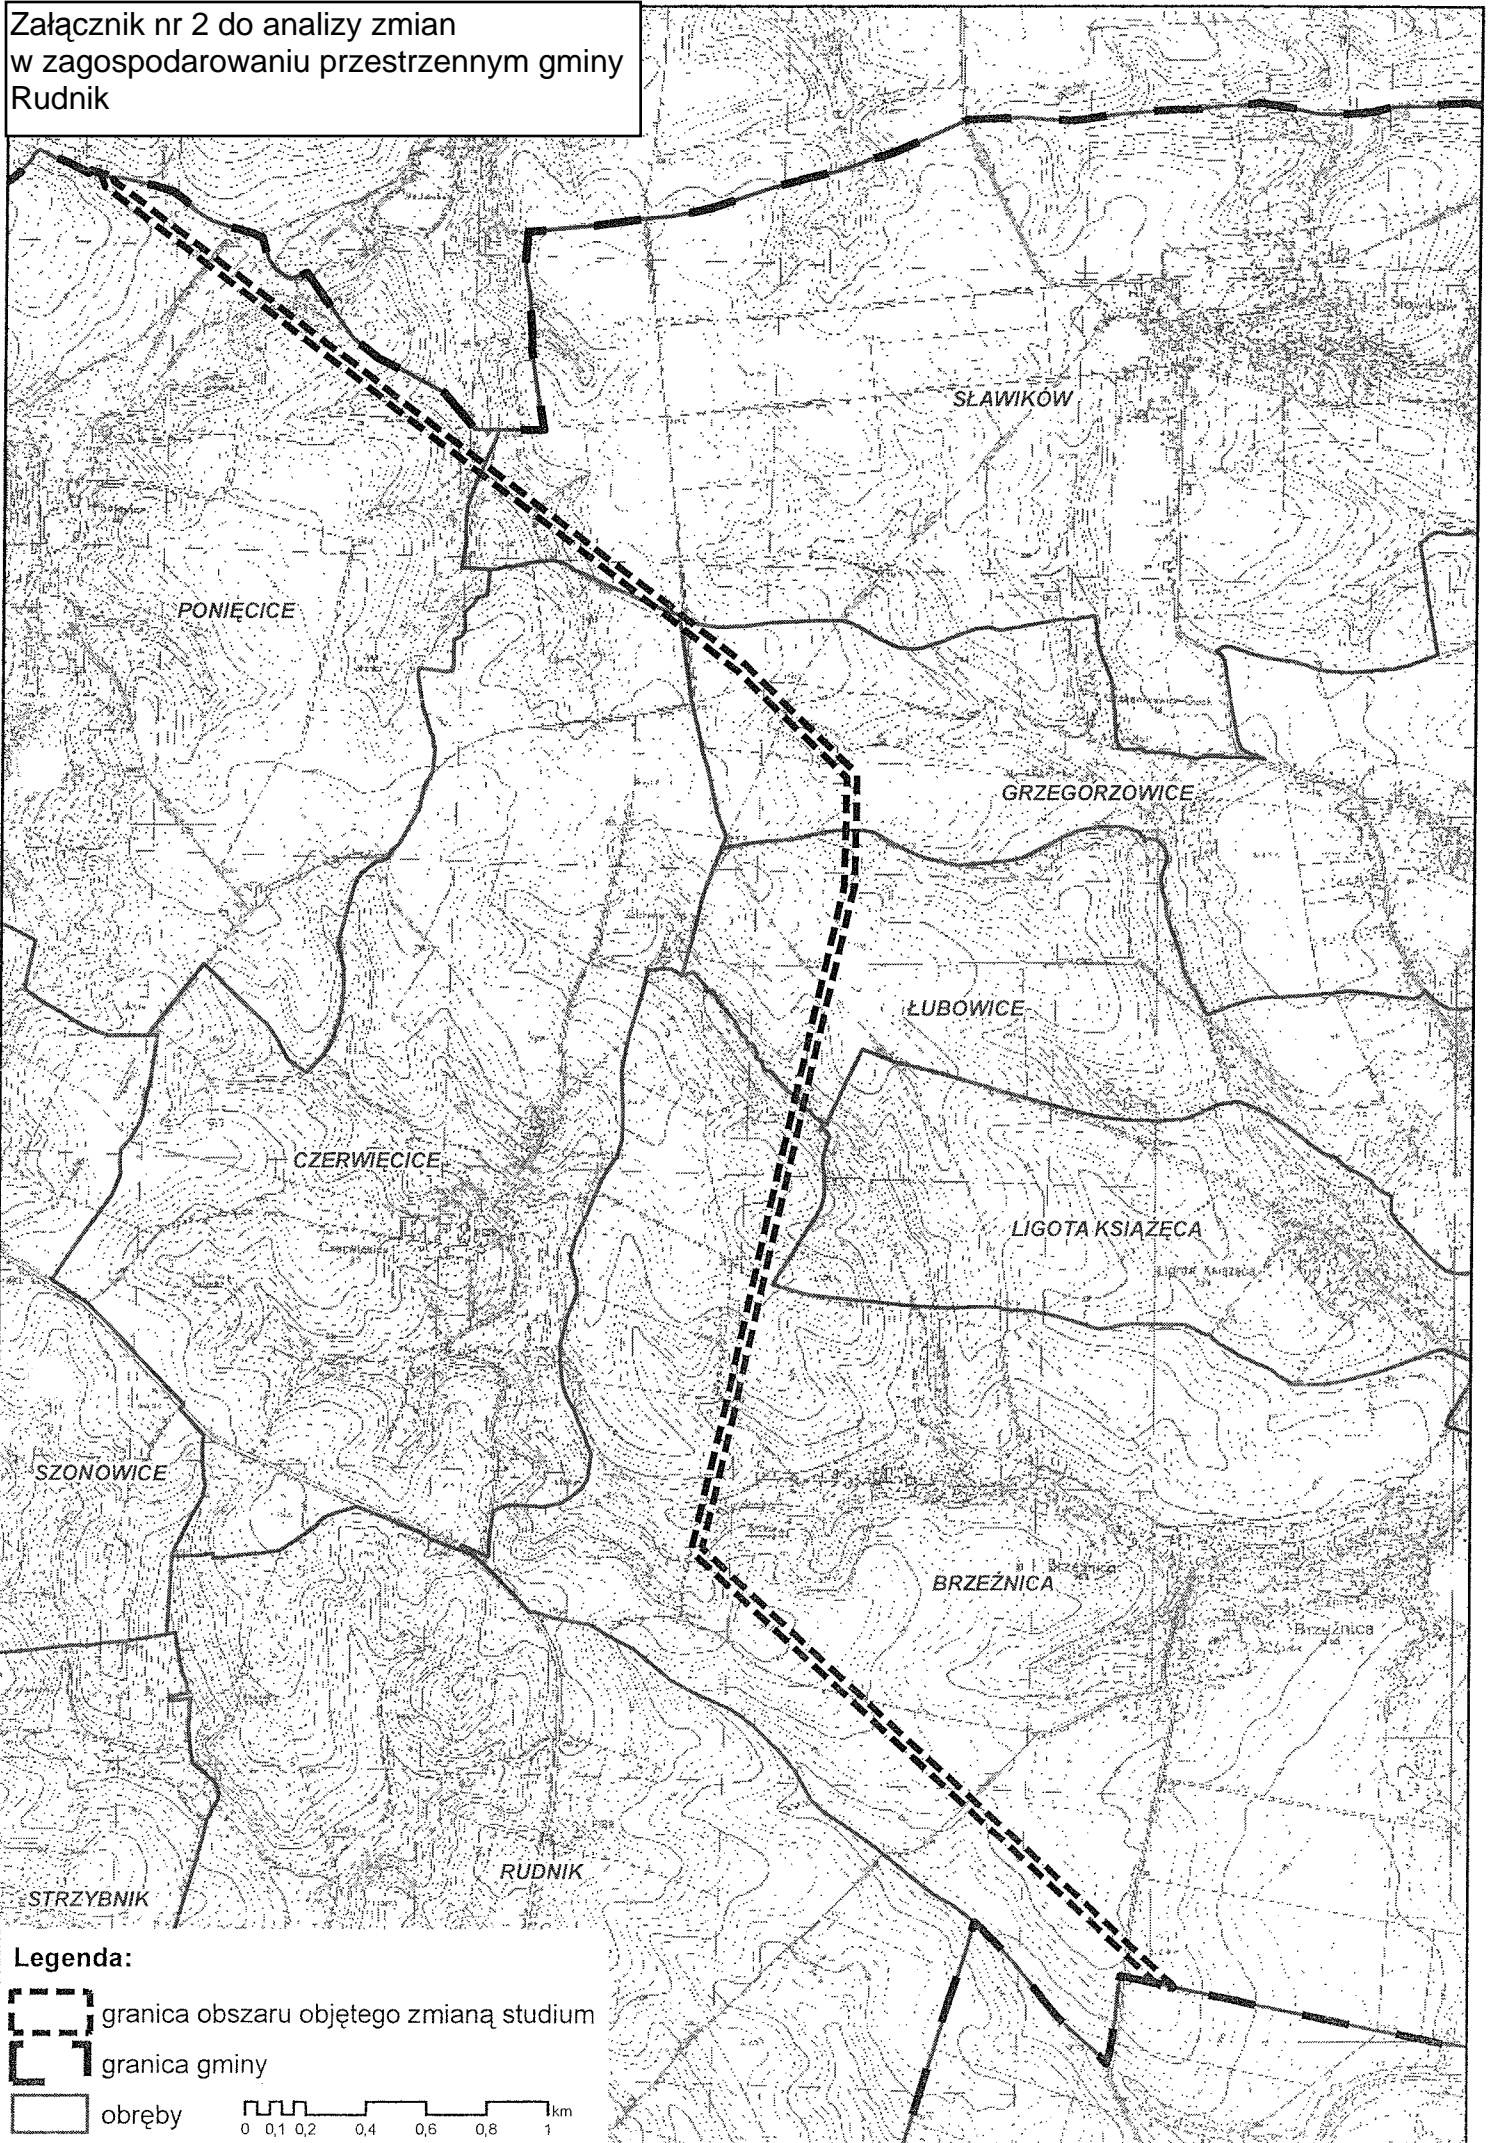 Załącznik nr 2 do analizy zmian
w zagospodarowaniu przestrzennym gminy
Rudnik
SŁAWIKÓW
PONIĘCICE
GRZEGORZOWICE
ŁUBOWICE
CZERWIĘCICE
LIGOTA KSIĄŻĘCA
SZONOWICE
BRZEŹNICA
Brzeźnica
RUDNIK
STRZYBNIK
Legenda:
granica obszaru objętego zmianą studium
granica gminy
obręby
km
0 0,1 0,2 0,4 0,6 0,8 1